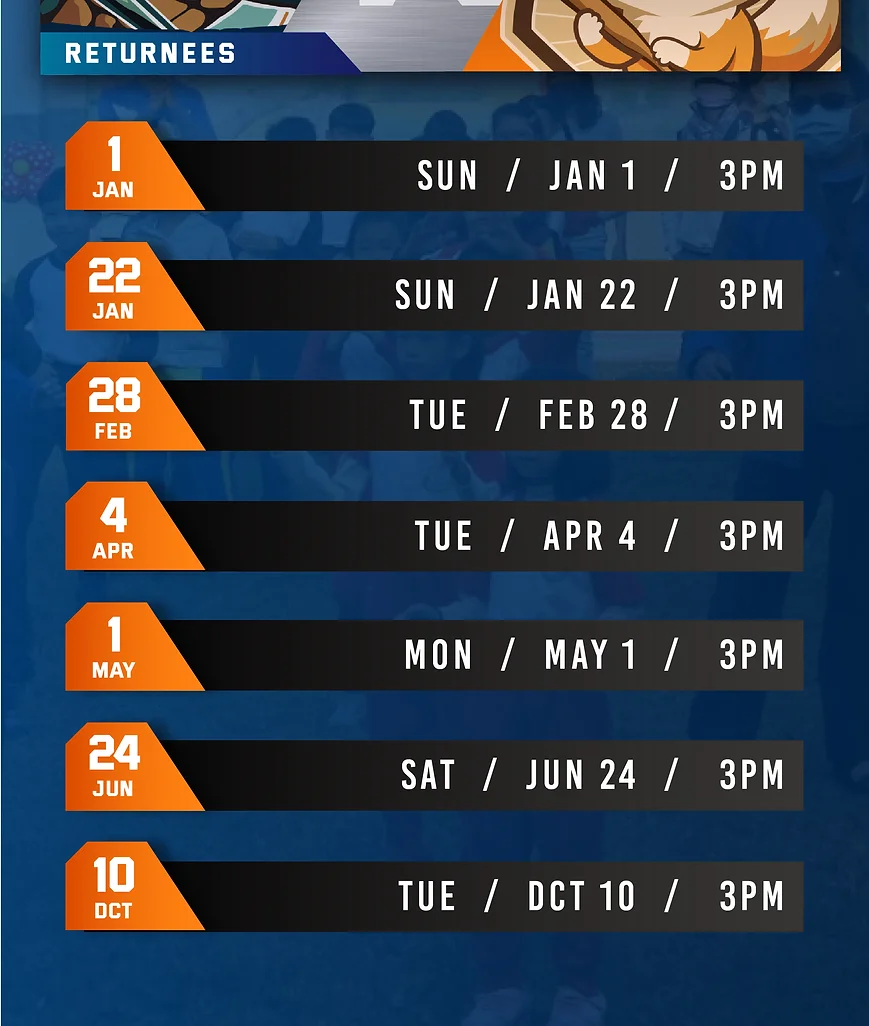 RETURNEES
1
JAN
SUN / JAN 1 / 3PM
22
JAN
SUN / JAN 22 / 3PM
28
FEB
TUE / FEB 28 / 3PM
4
APR
TUE / APR 4 / 3PM
1
MAY
MON / MAY 1 / 3PM
24
JUN
SAT / JUN 24 / 3PM
10
DCT
TUE / DCT 10 / 3PM